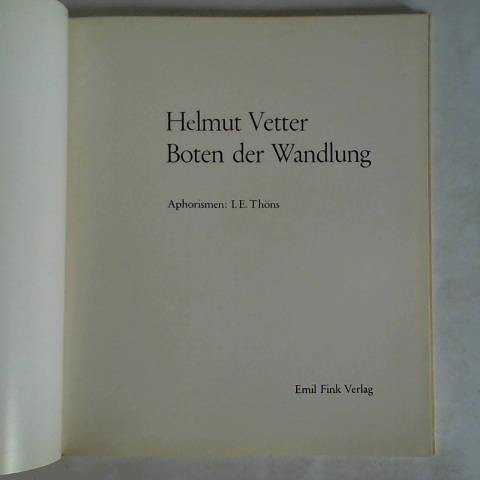 Helmut Vetter
Boten der Wandlung
Aphorismen: I. E. Thöns
Emil Fink Verlag